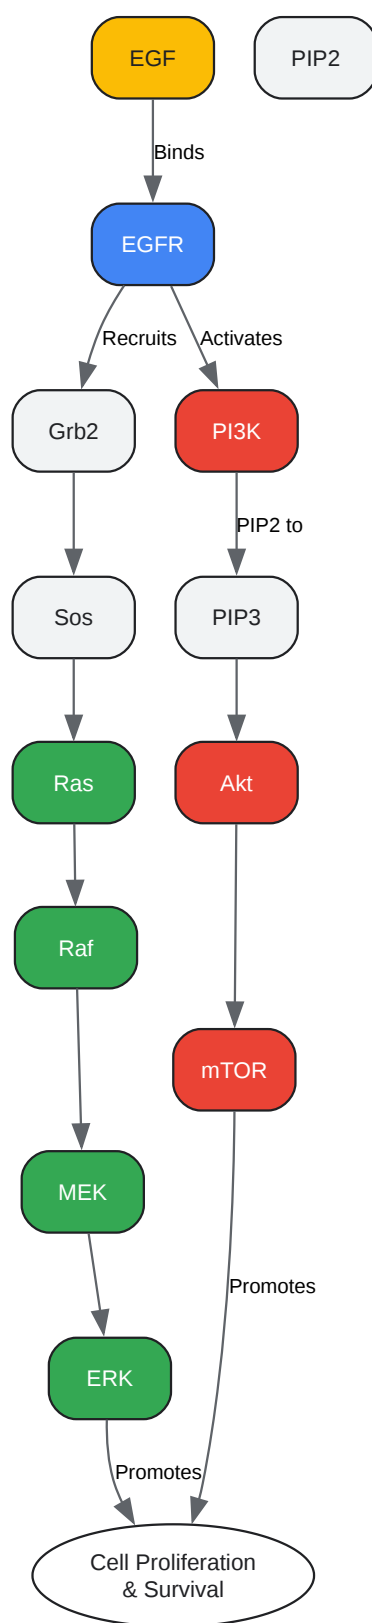 EGF
PIP2
Binds
EGFR
Recruits
Activates
Grb2
PI3K
PIP2 to
Sos
PIP3
Ras
Akt
Raf
mTOR
MEK
Promotes
ERK
Promotes
Cell Proliferation
& Survival